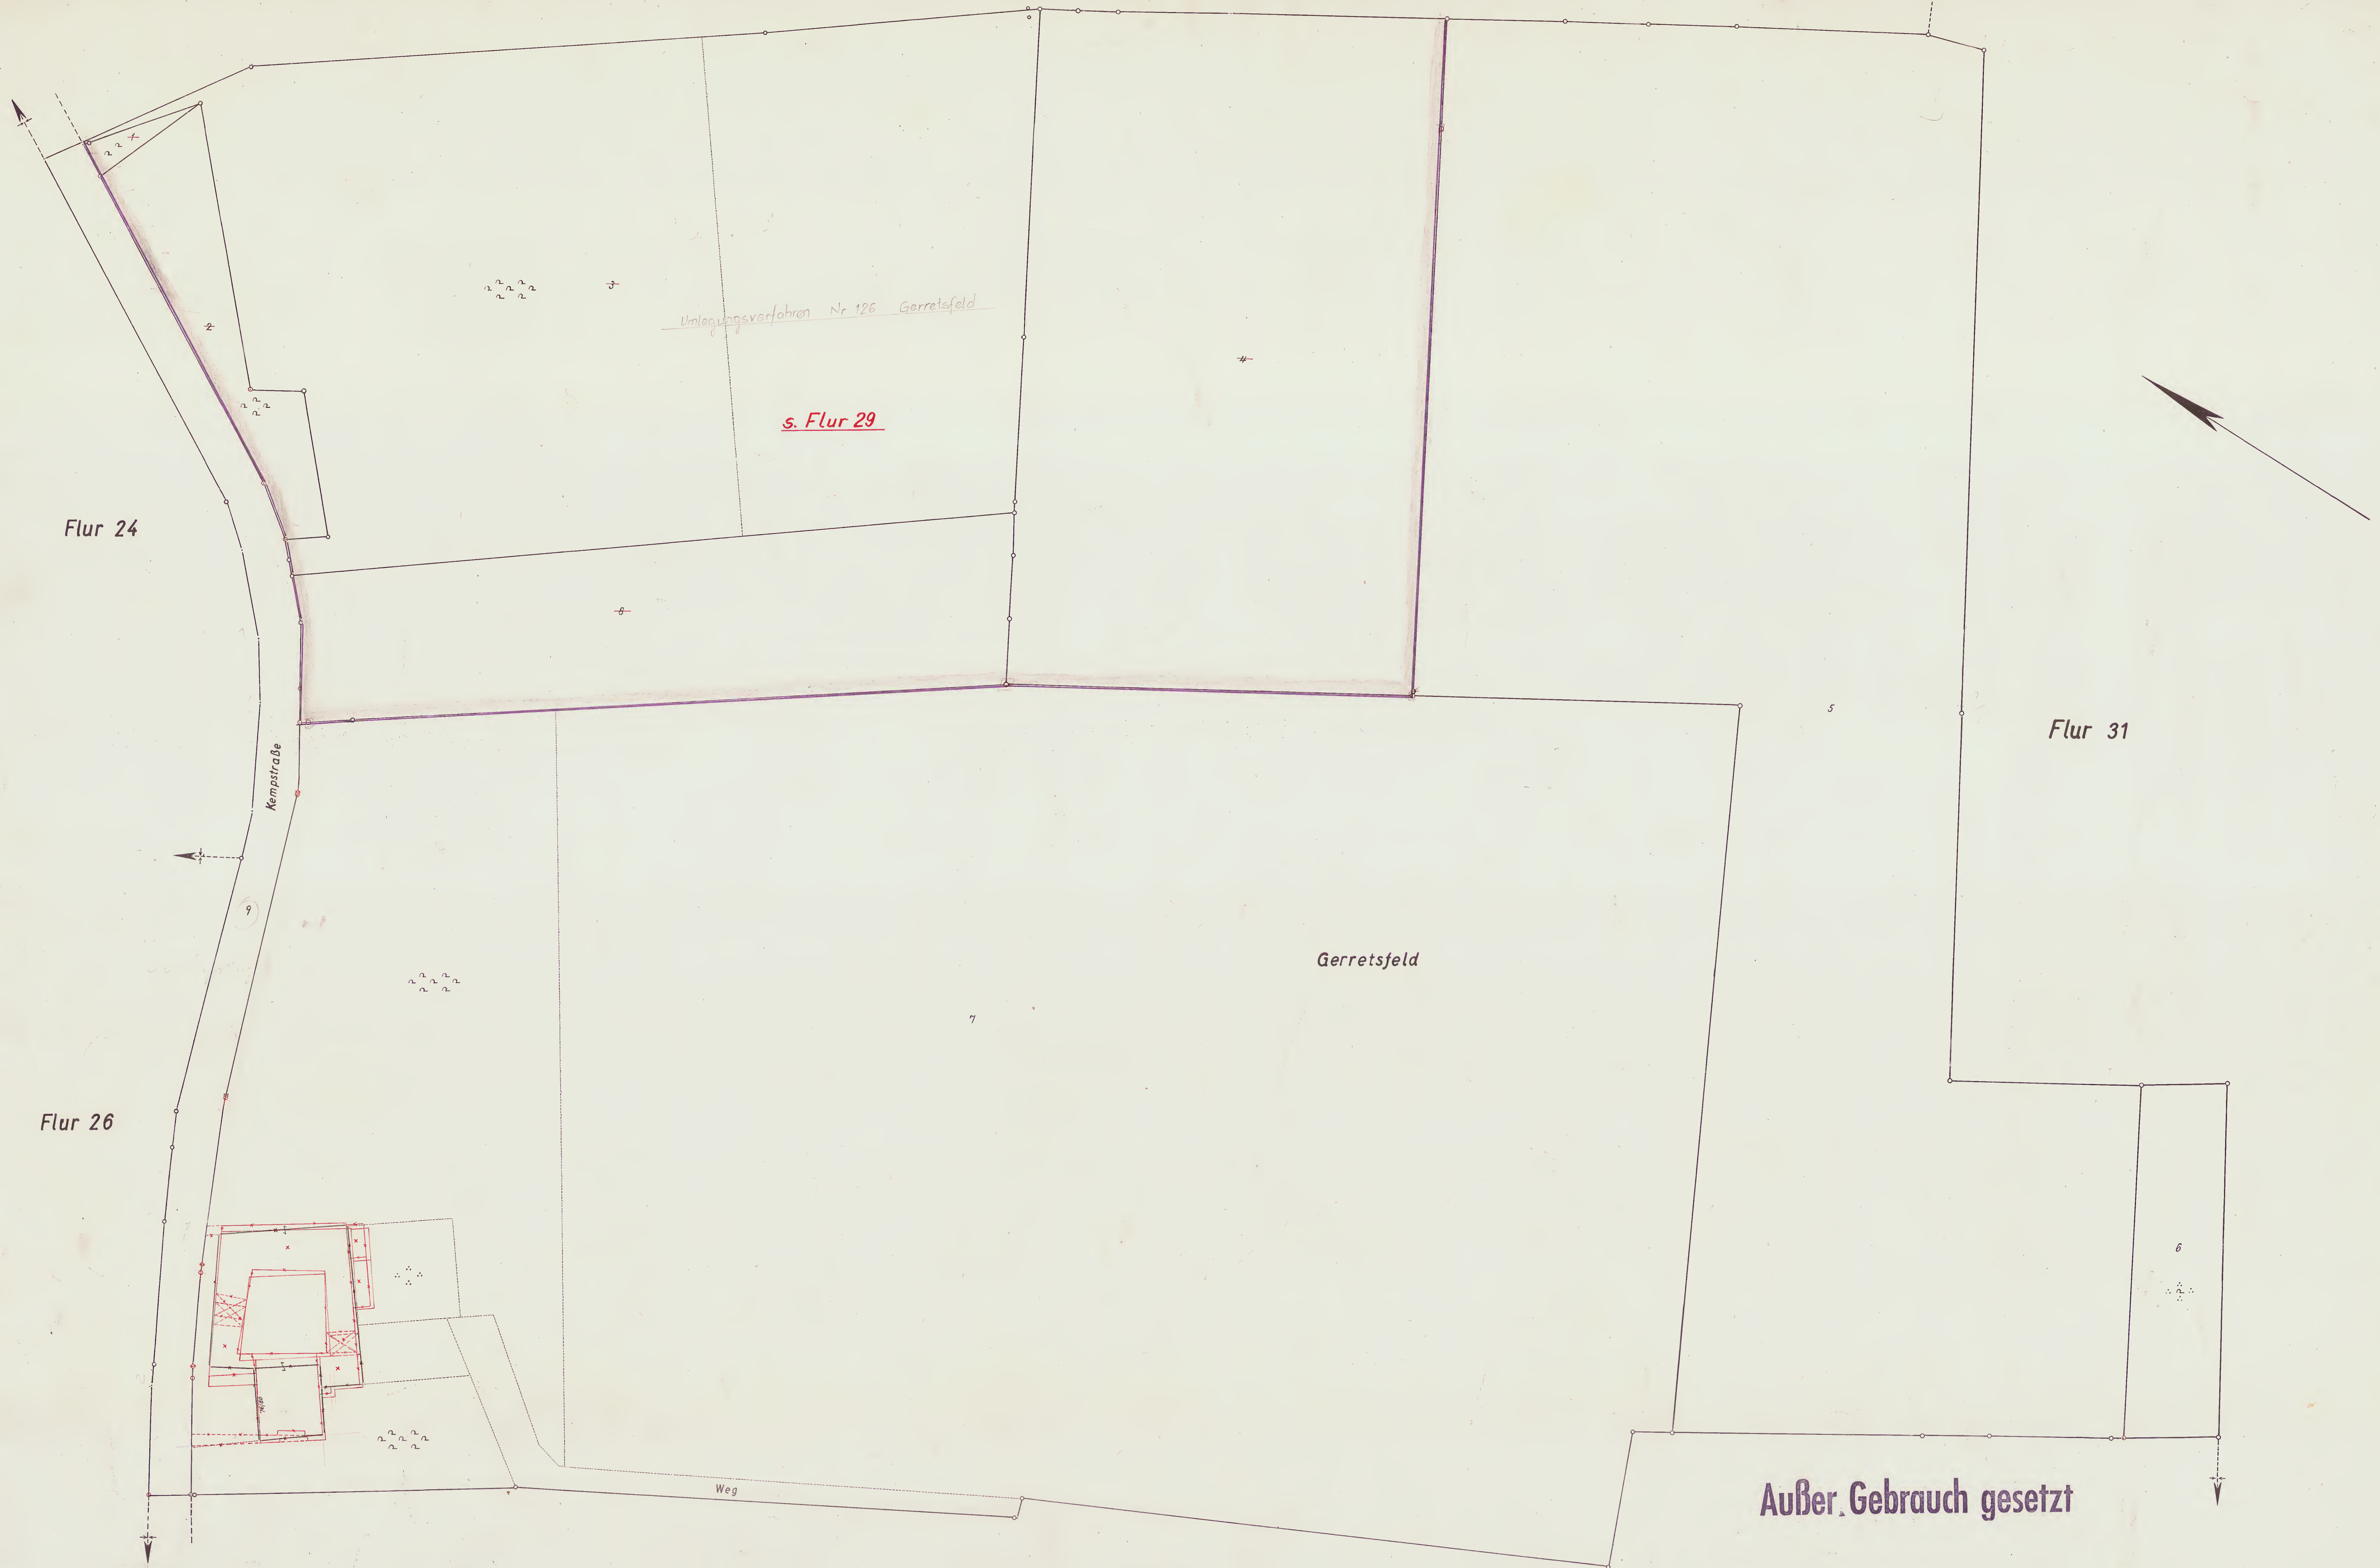 1
2
3
Umlegungsverfahren Nr 126 Gerretsfeld
4
s. Flur 29
Flur 24
8
5
Flur 31
Kempstraße
9
Gerretsfeld
7
Flur 26
6
Weg
Außer Gebrauch gesetzt